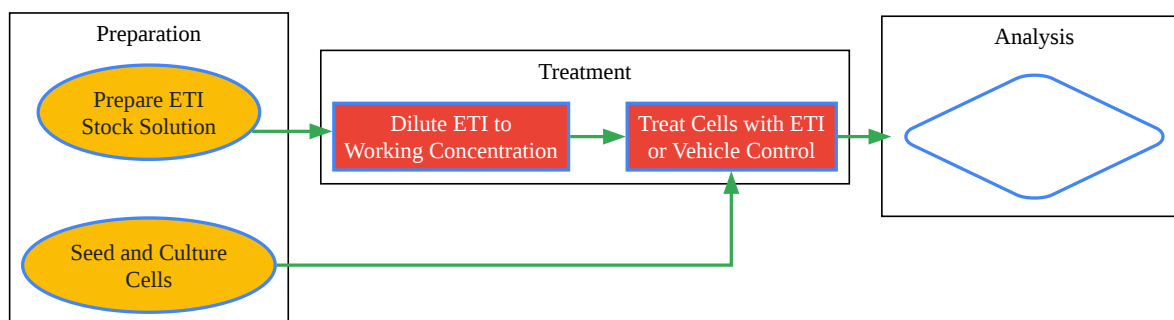 Preparation
Prepare ETI
Stock Solution
Seed and Culture
Cells
Treatment
Dilute ETI to
Working Concentration
Treat Cells with ETI
or Vehicle Control
Analysis